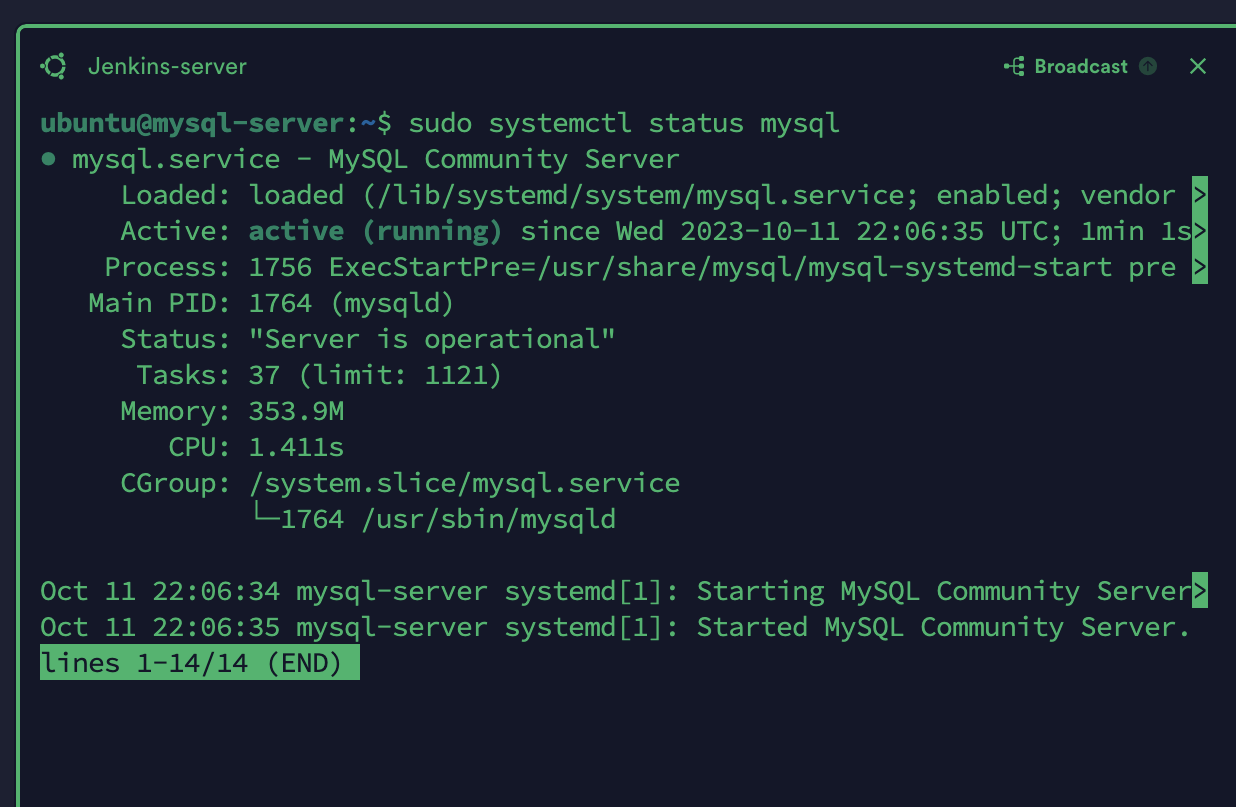 Jenkins-server
Broadcast
ubuntu@mysql-server:~$ sudo systemctl status mysql
● mysql.service - MySQL Community Server
     Loaded: loaded (/lib/systemd/system/mysql.service; enabled; vendor >
     Active: active (running) since Wed 2023-10-11 22:06:35 UTC; 1min 1s>
    Process: 1756 ExecStartPre=/usr/share/mysql/mysql-systemd-start pre >
   Main PID: 1764 (mysqld)
     Status: "Server is operational"
      Tasks: 37 (limit: 1121)
     Memory: 353.9M
        CPU: 1.411s
     CGroup: /system.slice/mysql.service
             └─1764 /usr/sbin/mysqld
Oct 11 22:06:34 mysql-server systemd[1]: Starting MySQL Community Server>
Oct 11 22:06:35 mysql-server systemd[1]: Started MySQL Community Server.
lines 1-14/14 (END)